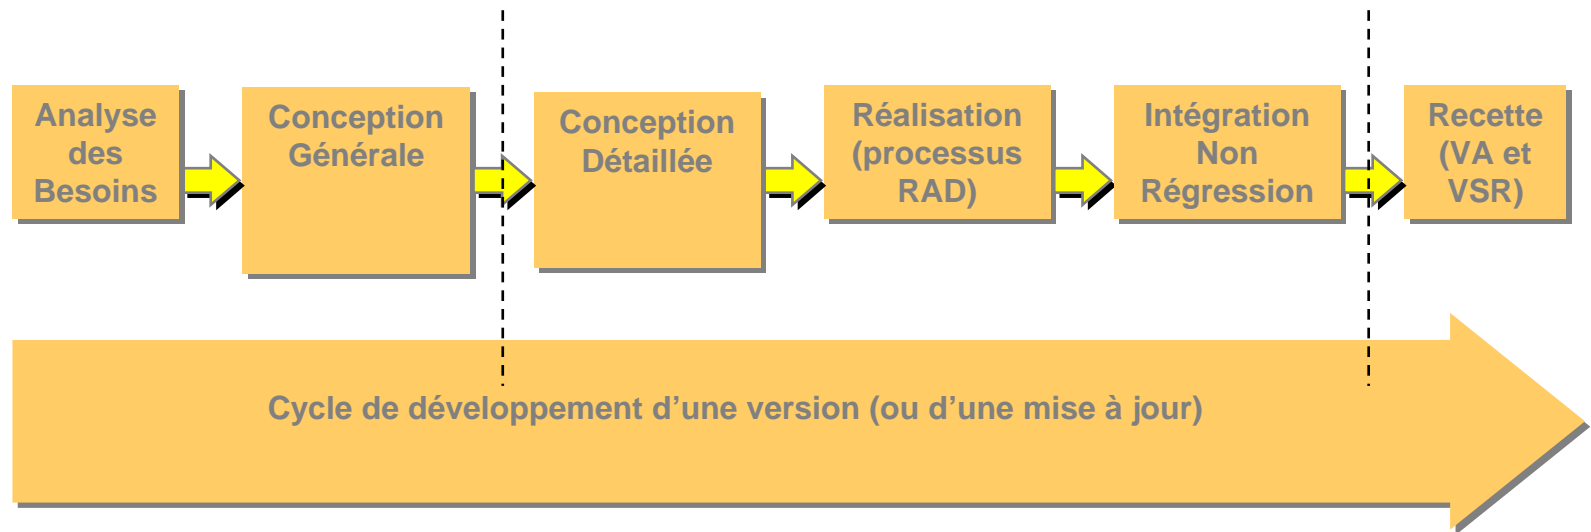 Analyse
des
Besoins
Conception
Générale
Conception
Détaillée
Réalisation
(processus
RAD)
Intégration
Non
Régression
Recette
(VA et
VSR)
Cycle de développement d’une version (ou d’une mise à jour)